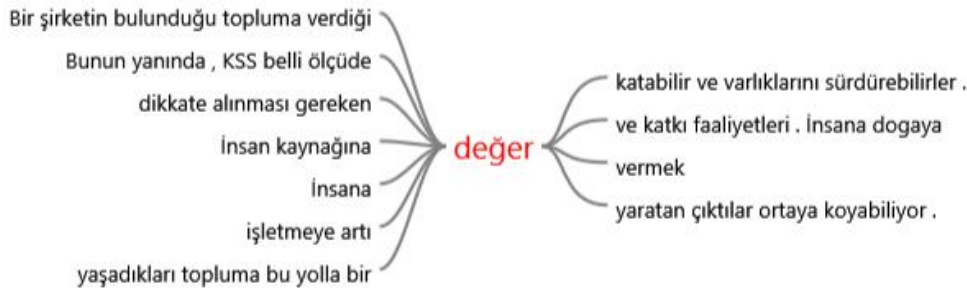 Bir şirketin bulunduğu topluma verdiği
Bunun yanında , KSS belli ölçüde
dikkate alınması gereken
İnsan kaynağına
İnsana
işletmeye artı
yaşadıkları topluma bu yolla bir
değer
katabilir ve varlıklarını sürdürebilirler .
ve katkı faaliyetleri . İnsana dogaya
vermek
yaratan çıktılar ortaya koyabiliyor .